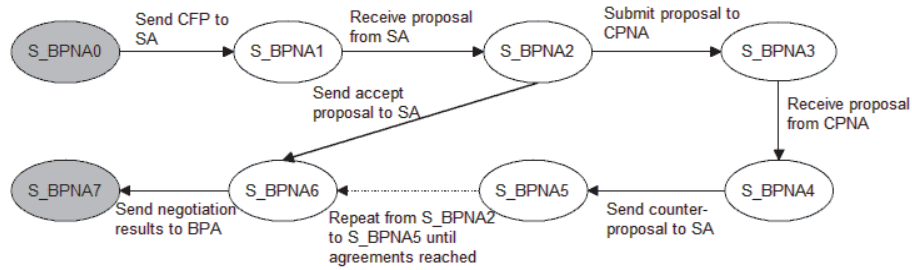 Send CFP to
SA
Receive proposal
from SA
Submit proposal to
CPNA
S_BPNA0
S_BPNA1
S_BPNA2
S_BPNA3
Send accept
proposal to SA
Receive proposal
from CPNA
S_BPNA7
S_BPNA6
S_BPNA5
S_BPNA4
Send negotiation
results to BPA
Repeat from S_BPNA2
to S_BPNA5 until
agreements reached
Send counter-
proposal to SA